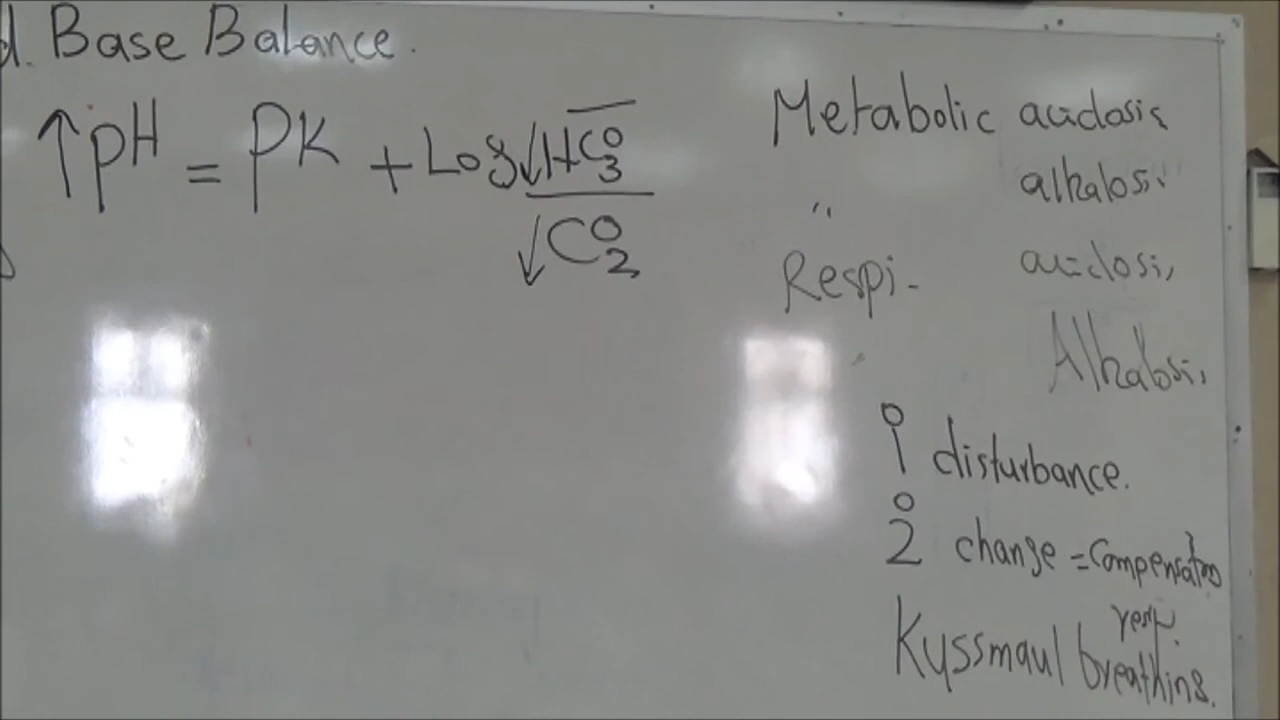 d. Base Balance.
↑pH = PK + Log ↓HCO3‾
↓CO2
Metabolic acidosis
" alkalosis
Respi- acidosis
Alkalosis
1° disturbance.
2° change = Compensatory
resp.
Kyssmaul breathing.